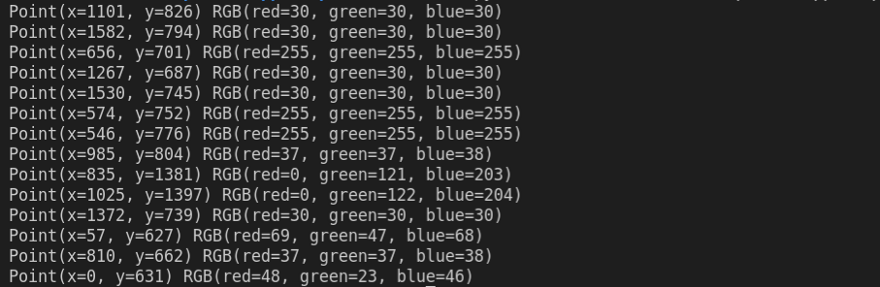 Point(x=1101, y=826) RGB(red=30, green=30, blue=30)
Point(x=1582, y=794) RGB(red=30, green=30, blue=30)
Point(x=656, y=701) RGB(red=255, green=255, blue=255)
Point(x=1267, y=687) RGB(red=30, green=30, blue=30)
Point(x=1530, y=745) RGB(red=30, green=30, blue=30)
Point(x=574, y=752) RGB(red=255, green=255, blue=255)
Point(x=546, y=776) RGB(red=255, green=255, blue=255)
Point(x=985, y=804) RGB(red=37, green=37, blue=38)
Point(x=835, y=1381) RGB(red=0, green=121, blue=203)
Point(x=1025, y=1397) RGB(red=0, green=122, blue=204)
Point(x=1372, y=739) RGB(red=30, green=30, blue=30)
Point(x=57, y=627) RGB(red=69, green=47, blue=68)
Point(x=810, y=662) RGB(red=37, green=37, blue=38)
Point(x=0, y=631) RGB(red=48, green=23, blue=46)